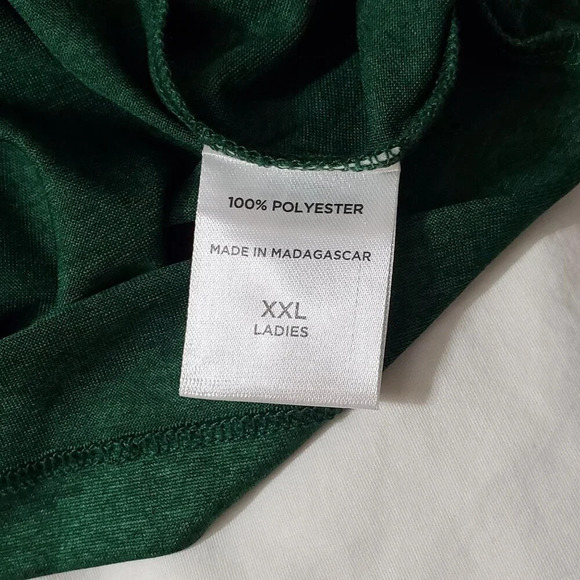 100% POLYESTER
MADE IN MADAGASCAR
XXL
LADIES